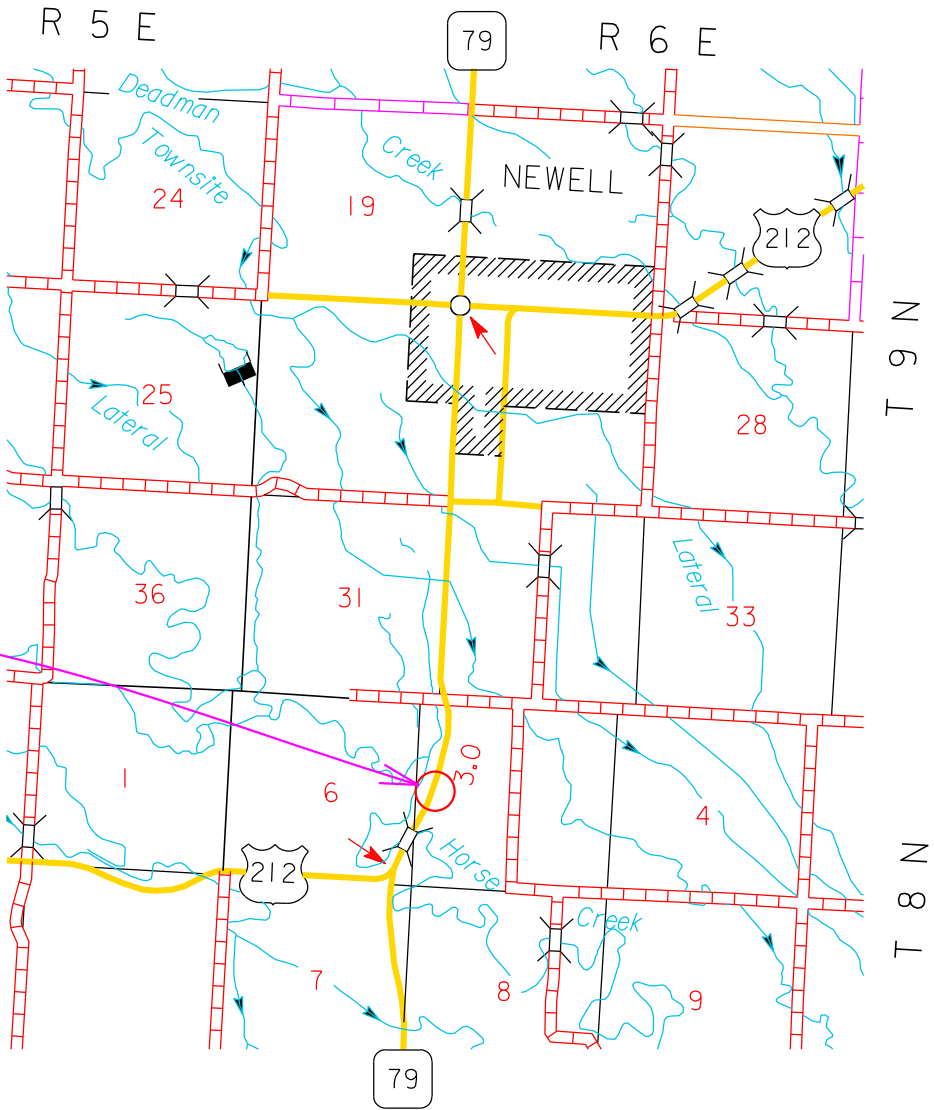 R 5 E
79
R 6 E
Deadman
Townsite
Creek
NEWELL
24
19
212
T 9 N
25
Lateral
28
36
31
Lateral
33
1
6
3.0
4
212
Horse
Creek
T 8 N
7
8
9
79